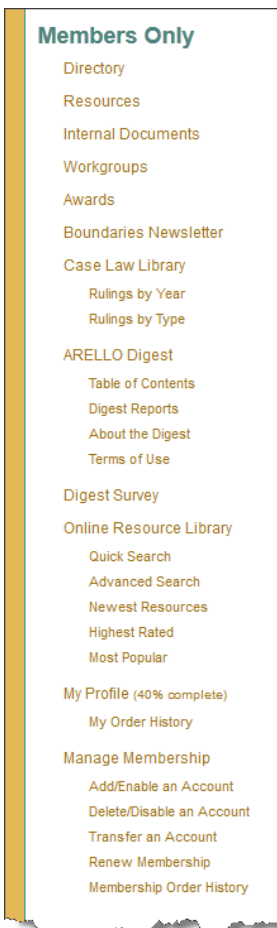 Members Only
Directory
Resources
Internal Documents
Workgroups
Awards
Boundaries Newsletter
Case Law Library
Rulings by Year
Rulings by Type
ARELLO Digest
Table of Contents
Digest Reports
About the Digest
Terms of Use
Digest Survey
Online Resource Library
Quick Search
Advanced Search
Newest Resources
Highest Rated
Most Popular
My Profile (40% complete)
My Order History
Manage Membership
Add/Enable an Account
Delete/Disable an Account
Transfer an Account
Renew Membership
Membership Order History